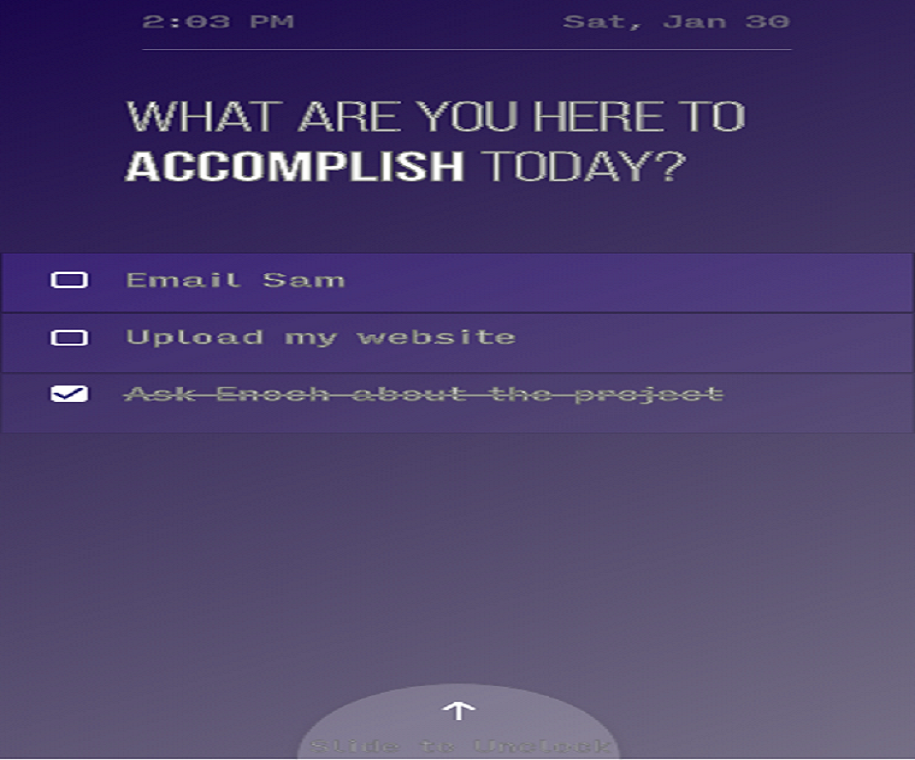 2:03 PM Sat, Jan 30
WHAT ARE YOU HERE TO
ACCOMPLISH TODAY?
Email Sam
Upload my website
Ask Enoch about the project
Slide to Unclock